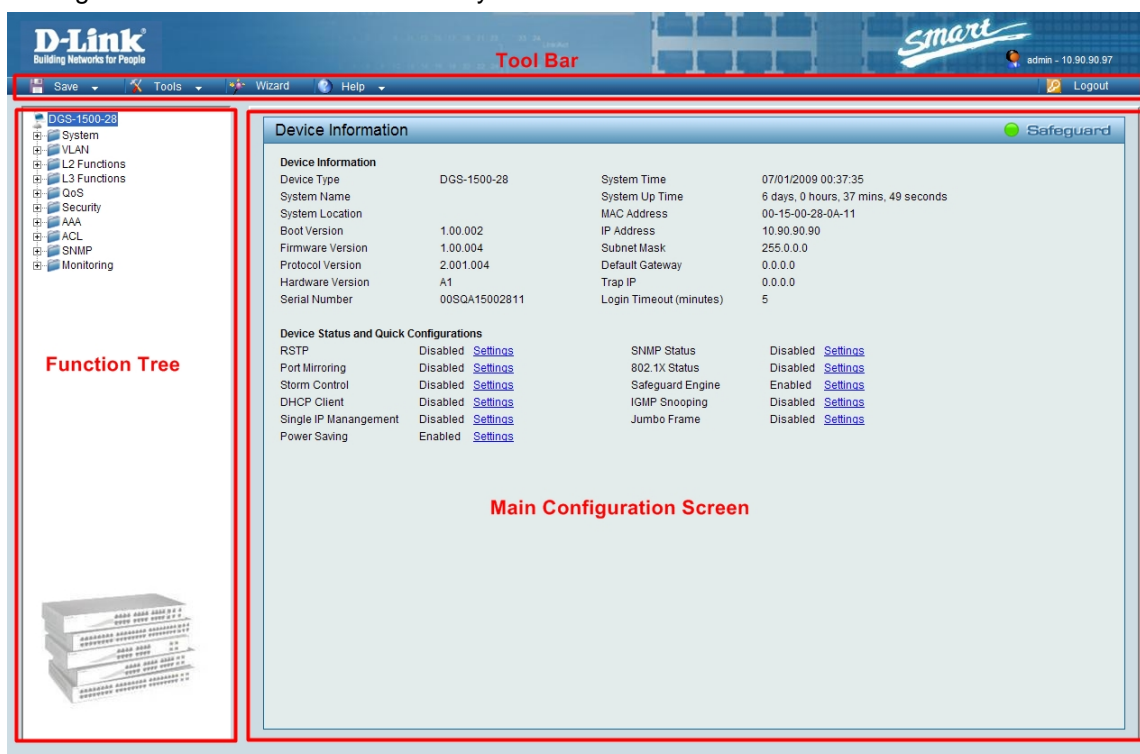 D-Link
Building Networks for People
Tool Bar
smart
admin - 10.90.90.97
Save Tools Wizard Help Logout
DGS-1500-28
System
VLAN
L2 Functions
L3 Functions
QoS
Security
AAA
ACL
SNMP
Monitoring
Function Tree
Device Information Safeguard
Device Information
Device Type DGS-1500-28 System Time 07/01/2009 00:37:35
System Name System Up Time 6 days, 0 hours, 37 mins, 49 seconds
System Location MAC Address 00-15-00-28-0A-11
Boot Version 1.00.002 IP Address 10.90.90.90
Firmware Version 1.00.004 Subnet Mask 255.0.0.0
Protocol Version 2.001.004 Default Gateway 0.0.0.0
Hardware Version A1 Trap IP 0.0.0.0
Serial Number 00SQA15002811 Login Timeout (minutes) 5
Device Status and Quick Configurations
RSTP Disabled Settings SNMP Status Disabled Settings
Port Mirroring Disabled Settings 802.1X Status Disabled Settings
Storm Control Disabled Settings Safeguard Engine Enabled Settings
DHCP Client Disabled Settings IGMP Snooping Disabled Settings
Single IP Manangement Disabled Settings Jumbo Frame Disabled Settings
Power Saving Enabled Settings
Main Configuration Screen